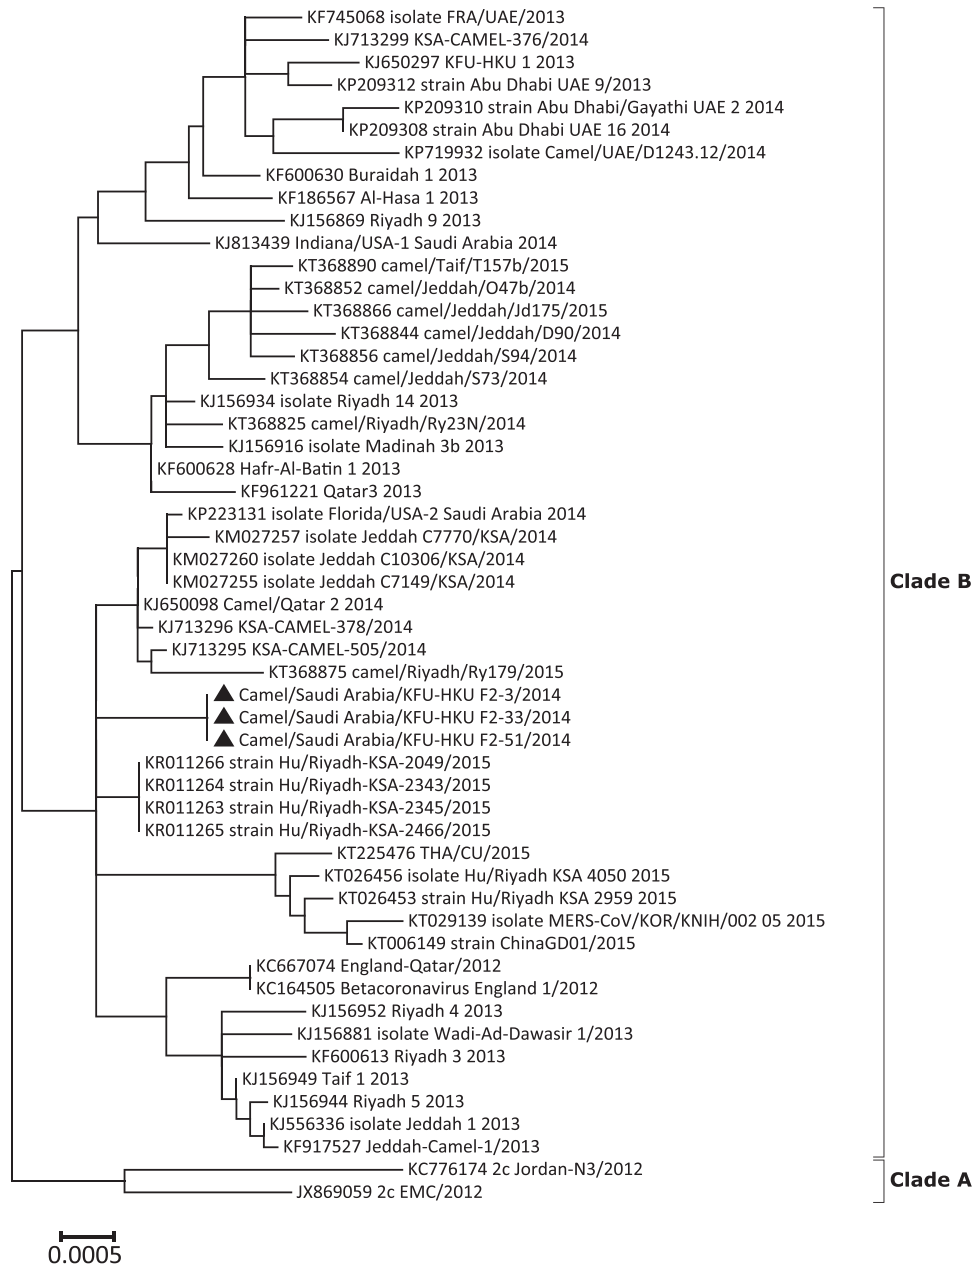 KF745068 isolate FRA/UAE/2013
KJ713299 KSA-CAMEL-376/2014
KJ650297 KFU-HKU 1 2013
KP209312 strain Abu Dhabi UAE 9/2013
KP209310 strain Abu Dhabi/Gayathi UAE 2 2014
KP209308 strain Abu Dhabi UAE 16 2014
KP719932 isolate Camel/UAE/D1243.12/2014
KF600630 Buraidah 1 2013
KF186567 Al-Hasa 1 2013
KJ156869 Riyadh 9 2013
KJ813439 Indiana/USA-1 Saudi Arabia 2014
KT368890 camel/Taif/T157b/2015
KT368852 camel/Jeddah/O47b/2014
KT368866 camel/Jeddah/Jd175/2015
KT368844 camel/Jeddah/D90/2014
KT368856 camel/Jeddah/S94/2014
KT368854 camel/Jeddah/S73/2014
KJ156934 isolate Riyadh 14 2013
KT368825 camel/Riyadh/Ry23N/2014
KJ156916 isolate Madinah 3b 2013
KF600628 Hafr-Al-Batin 1 2013
KF961221 Qatar3 2013
KP223131 isolate Florida/USA-2 Saudi Arabia 2014
KM027257 isolate Jeddah C7770/KSA/2014
KM027260 isolate Jeddah C10306/KSA/2014
KM027255 isolate Jeddah C7149/KSA/2014
Clade B
KJ650098 Camel/Qatar 2 2014
KJ713296 KSA-CAMEL-378/2014
KJ713295 KSA-CAMEL-505/2014
KT368875 camel/Riyadh/Ry179/2015
Camel/Saudi Arabia/KFU-HKU F2-3/2014
Camel/Saudi Arabia/KFU-HKU F2-33/2014
Camel/Saudi Arabia/KFU-HKU F2-51/2014
KR011266 strain Hu/Riyadh-KSA-2049/2015
KR011264 strain Hu/Riyadh-KSA-2343/2015
KR011263 strain Hu/Riyadh-KSA-2345/2015
KR011265 strain Hu/Riyadh-KSA-2466/2015
KT225476 THA/CU/2015
KT026456 isolate Hu/Riyadh KSA 4050 2015
KT026453 strain Hu/Riyadh KSA 2959 2015
KT029139 isolate MERS-CoV/KOR/KNIH/002 05 2015
KT006149 strain ChinaGD01/2015
KC667074 England-Qatar/2012
KC164505 Betacoronavirus England 1/2012
KJ156952 Riyadh 4 2013
KJ156881 isolate Wadi-Ad-Dawasir 1/2013
KF600613 Riyadh 3 2013
KJ156949 Taif 1 2013
KJ156944 Riyadh 5 2013
KJ556336 isolate Jeddah 1 2013
KF917527 Jeddah-Camel-1/2013
KC776174 2c Jordan-N3/2012
Clade A
JX869059 2c EMC/2012
0.0005